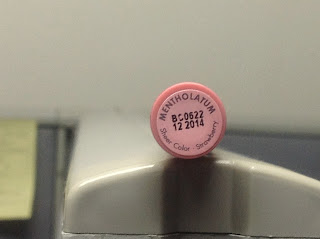 MENTHOLATUM
BC0622
12 2014
Sheer Color · Strawberry